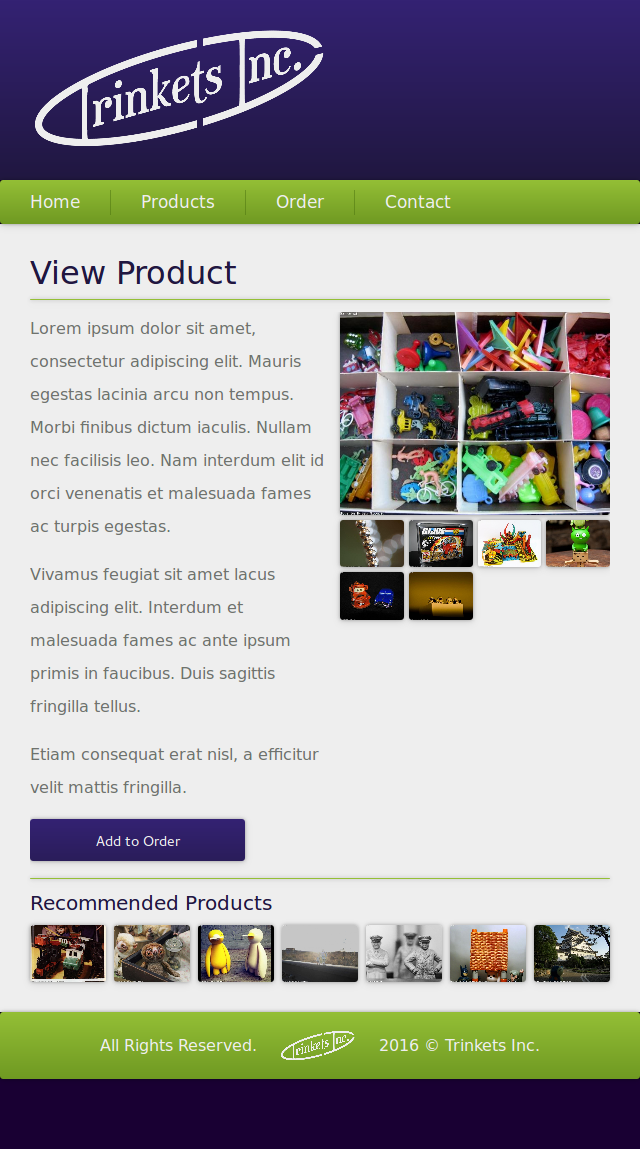 Trinkets Inc.
Home Products Order Contact
View Product
Lorem ipsum dolor sit amet,
consectetur adipiscing elit. Mauris
egestas lacinia arcu non tempus.
Morbi finibus dictum iaculis. Nullam
nec facilisis leo. Nam interdum elit id
orci venenatis et malesuada fames
ac turpis egestas.
Vivamus feugiat sit amet lacus
adipiscing elit. Interdum et
malesuada fames ac ante ipsum
primis in faucibus. Duis sagittis
fringilla tellus.
Etiam consequat erat nisl, a efficitur
velit mattis fringilla.
Add to Order
Recommended Products
All Rights Reserved. Trinkets Inc. 2016 © Trinkets Inc.